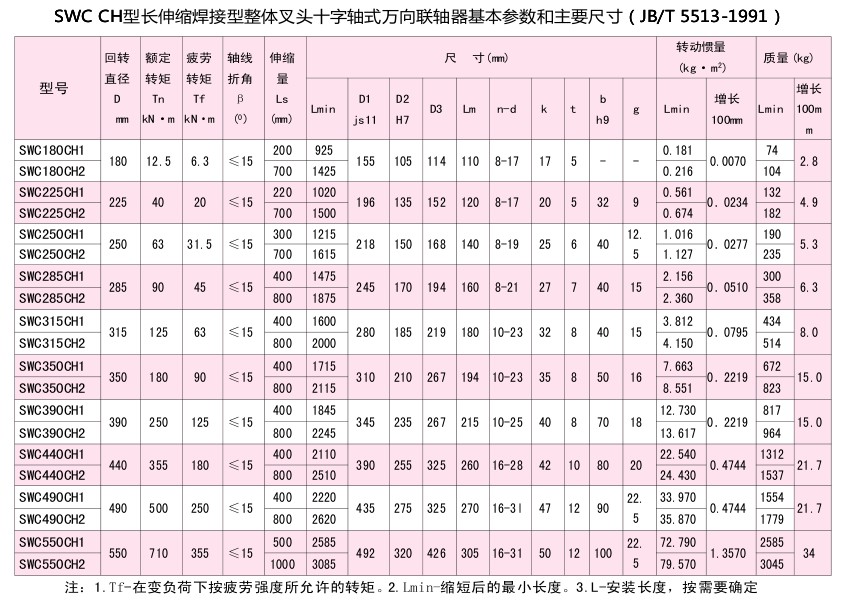 SWC CH型长伸缩焊接型整体叉头十字轴式万向联轴器基本参数和主要尺寸(JB/T 5513-1991)
型号 回转直径 D mm 额定转矩 Tn kN·m 疲劳转矩 Tf kN·m 轴线折角 β (0) 伸缩量 Ls (mm) 尺 寸(mm) 转动惯量 (kg·m²) 质量(kg)
Lmin D1 js11 D2 H7 D3 Lm n-d k t b h9 g Lmin 增长 100mm Lmin 增长 100mm
SWC180CH1 180 12.5 6.3 ≤15 200 925 155 105 114 110 8-17 17 5 - - 0.181 0.0070 74 2.8
SWC180CH2 700 1425 0.216 104
SWC225CH1 225 40 20 ≤15 220 1020 196 135 152 120 8-17 20 5 32 9 0.561 0.0234 132 4.9
SWC225CH2 700 1500 0.674 182
SWC250CH1 250 63 31.5 ≤15 300 1215 218 150 168 140 8-19 25 6 40 12.5 1.016 0.0277 190 5.3
SWC250CH2 700 1615 1.127 235
SWC285CH1 285 90 45 ≤15 400 1475 245 170 194 160 8-21 27 7 40 15 2.156 0.0510 300 6.3
SWC285CH2 800 1875 2.360 358
SWC315CH1 315 125 63 ≤15 400 1600 280 185 219 180 10-23 32 8 40 15 3.812 0.0795 434 8.0
SWC315CH2 800 2000 4.150 514
SWC350CH1 350 180 90 ≤15 400 1715 310 210 267 194 10-23 35 8 50 16 7.663 0.2219 672 15.0
SWC350CH2 800 2115 8.551 823
SWC390CH1 390 250 125 ≤15 400 1845 345 235 267 215 10-25 40 8 70 18 12.730 0.2219 817 15.0
SWC390CH2 800 2245 13.617 964
SWC440CH1 440 355 180 ≤15 400 2110 390 255 325 260 16-28 42 10 80 20 22.540 0.4744 1312 21.7
SWC440CH2 800 2510 24.430 1537
SWC490CH1 490 500 250 ≤15 400 2220 435 275 325 270 16-3l 47 12 90 22.5 33.970 0.4744 1554 21.7
SWC490CH2 800 2620 35.870 1779
SWC550CH1 550 710 355 ≤15 500 2585 492 320 426 305 16-31 50 12 100 22.5 72.790 1.3570 2585 34
SWC550CH2 1000 3085 79.570 3045
注:1.Tf-在变负荷下按疲劳强度所允许的转矩。2.Lmin-缩短后的最小长度。3.L-安装长度,按需要确定